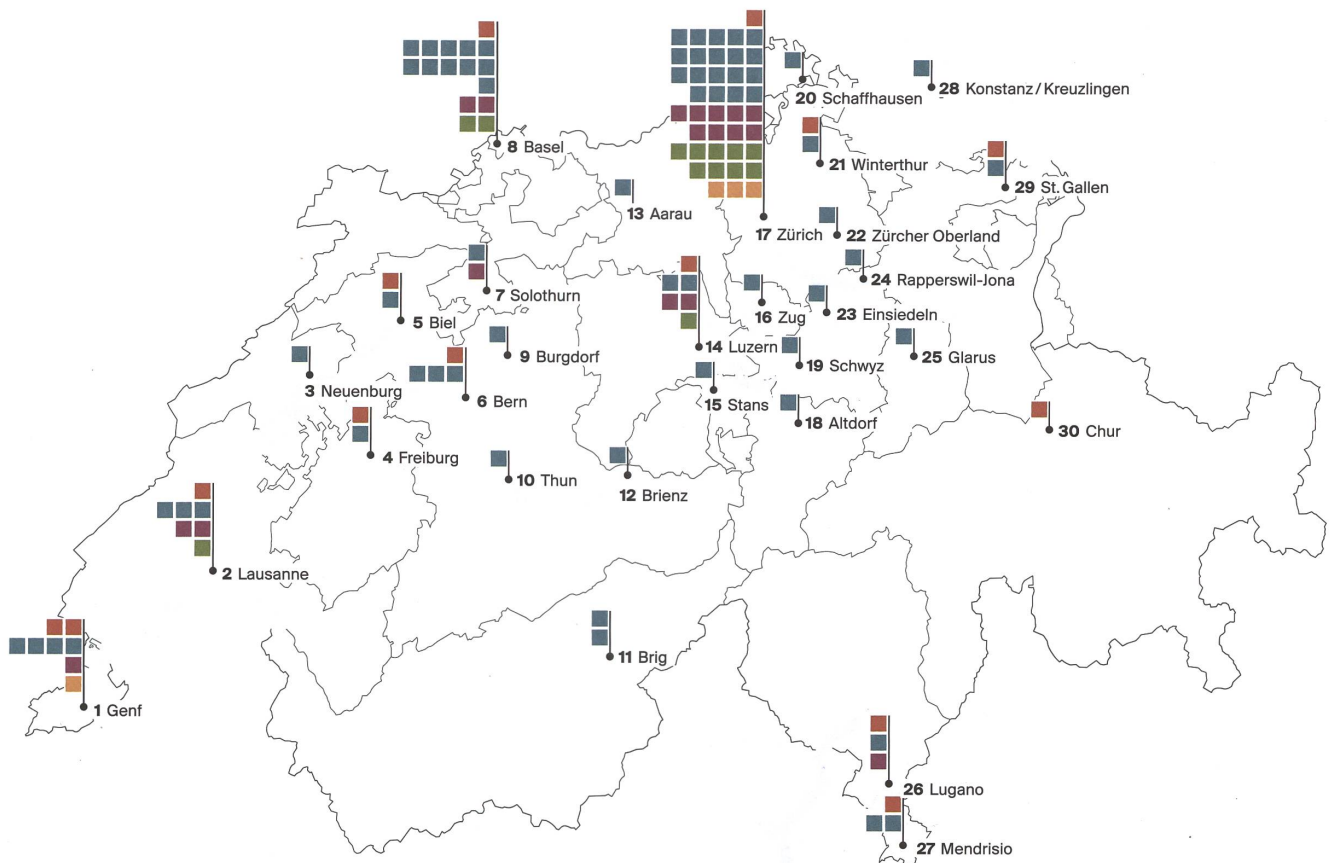 1 Genf
2 Lausanne
3 Neuenburg
4 Freiburg
5 Biel
6 Bern
7 Solothurn
8 Basel
9 Burgdorf
10 Thun
11 Brig
12 Brienz
13 Aarau
14 Luzern
15 Stans
16 Zug
17 Zürich
18 Altdorf
19 Schwyz
20 Schaffhausen
21 Winterthur
22 Zürcher Oberland
23 Einsiedeln
24 Rapperswil-Jona
25 Glarus
26 Lugano
27 Mendrisio
28 Konstanz/Kreuzlingen
29 St.Gallen
30 Chur